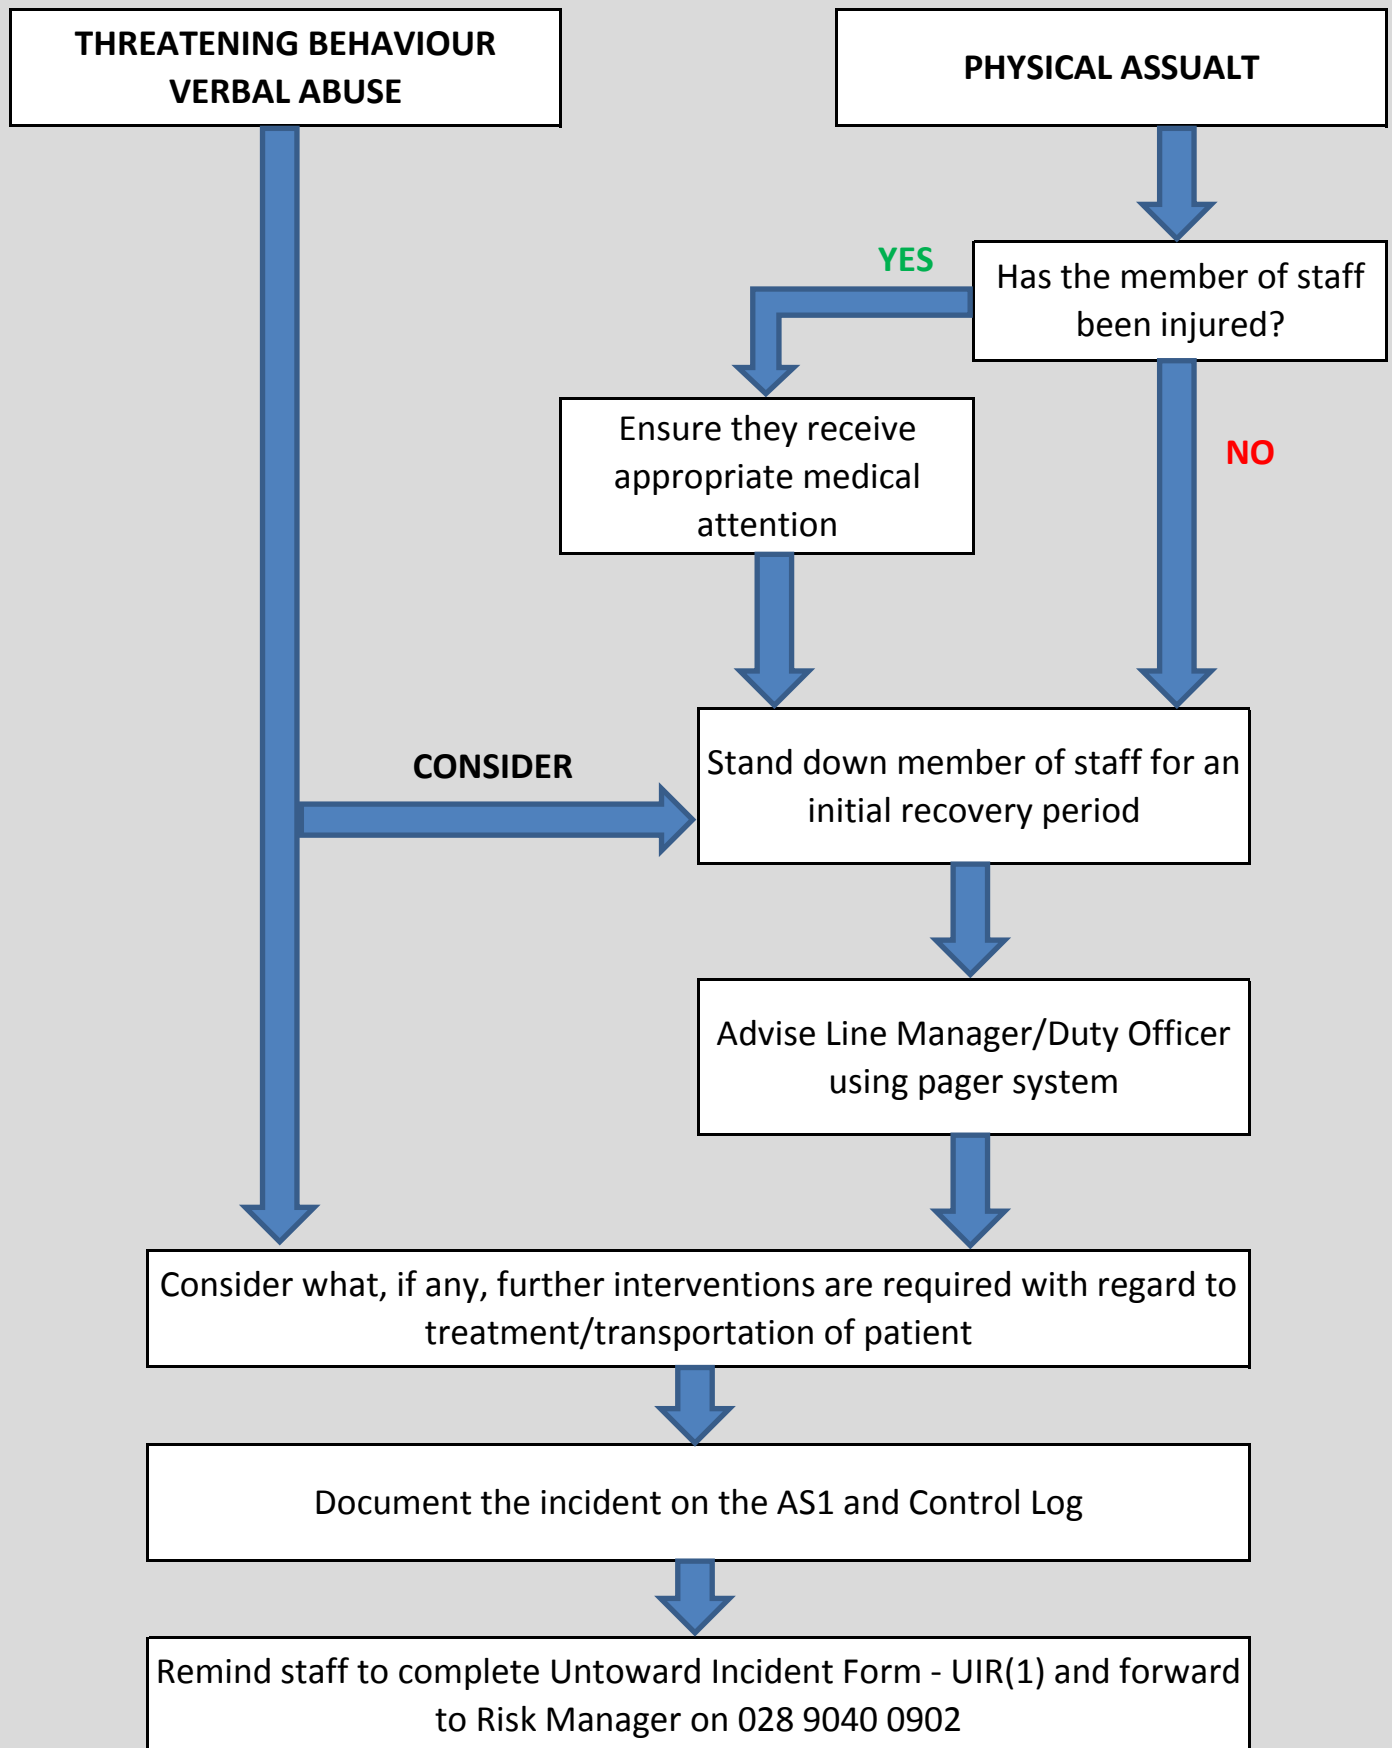 THREATENING BEHAVIOUR
VERBAL ABUSE
PHYSICAL ASSUALT
YES
Has the member of staff
been injured?
Ensure they receive
appropriate medical
attention
NO
CONSIDER
Stand down member of staff for an
initial recovery period
Advise Line Manager/Duty Officer
using pager system
Consider what, if any, further interventions are required with regard to
treatment/transportation of patient
Document the incident on the AS1 and Control Log
Remind staff to complete Untoward Incident Form - UIR(1) and forward
to Risk Manager on 028 9040 0902